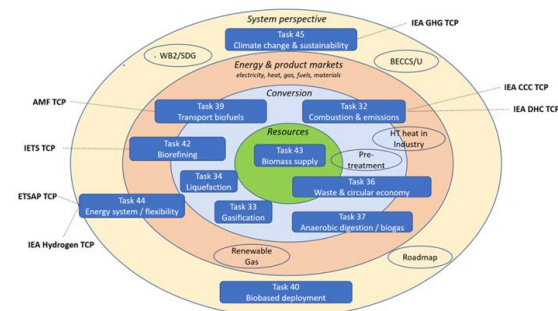 System perspective
Task 45
Climate change & sustainability
IEA GHG TCP
- WB2/SDG
BECCS/U
Energy & product markets
electricity, heat, gas, fuels, materials
Conversion
IEA CCC TCP
AMF TCP
Task 39
Transport biofuels
Task 32
Combustion & emissions
IEA DHC TCP
Resources
HT heat in
Industry
IETS TCP
Task 42
Biorefining
Task 43
Biomass supply
Pre-
treatment
Task 34
Liquefaction
Task 36
Waste & circular economy
ETSAP TCP
Task 44
Energy system / flexibility
Task 33
Gasification
Task 37
Anaerobic digestion / biogas
IEA Hydrogen TCP
Renewable
Gas
Roadmap
Task 40
Biobased deployment